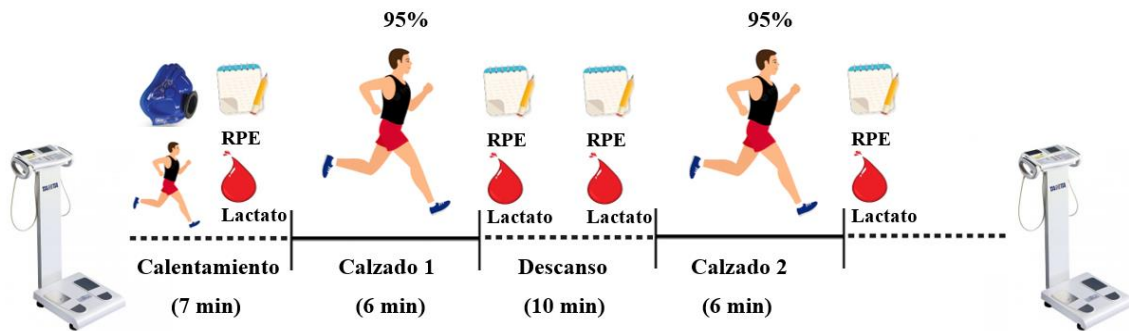 95%
95%
RPE
Lactato
RPE
Lactato
RPE
Lactato
RPE
Lactato
Calentamiento
(7 min)
Calzado 1
(6 min)
Descanso
(10 min)
Calzado 2
(6 min)
TANITA